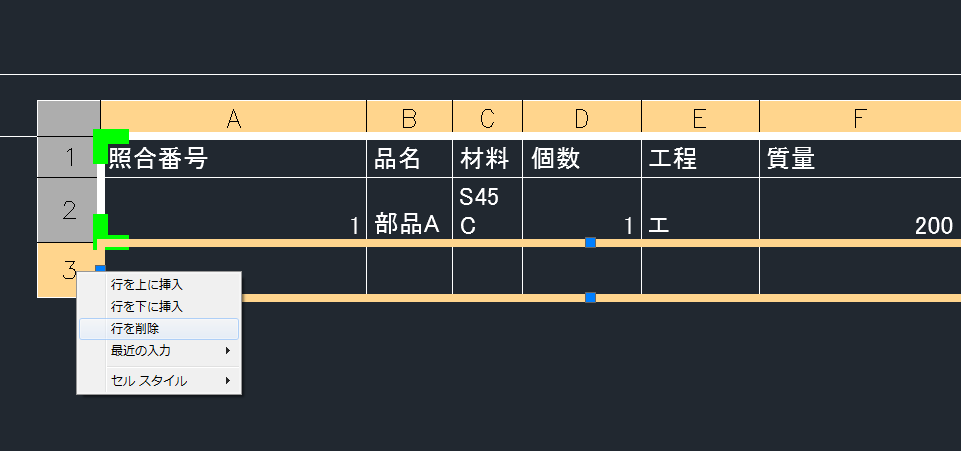 A B C D E F
1 照合番号 品名 材料 個数 工程 質量
2 1 部品A S45 1 エ 200
C
3
行を上に挿入
行を下に挿入
行を削除
最近の入力
セル スタイル